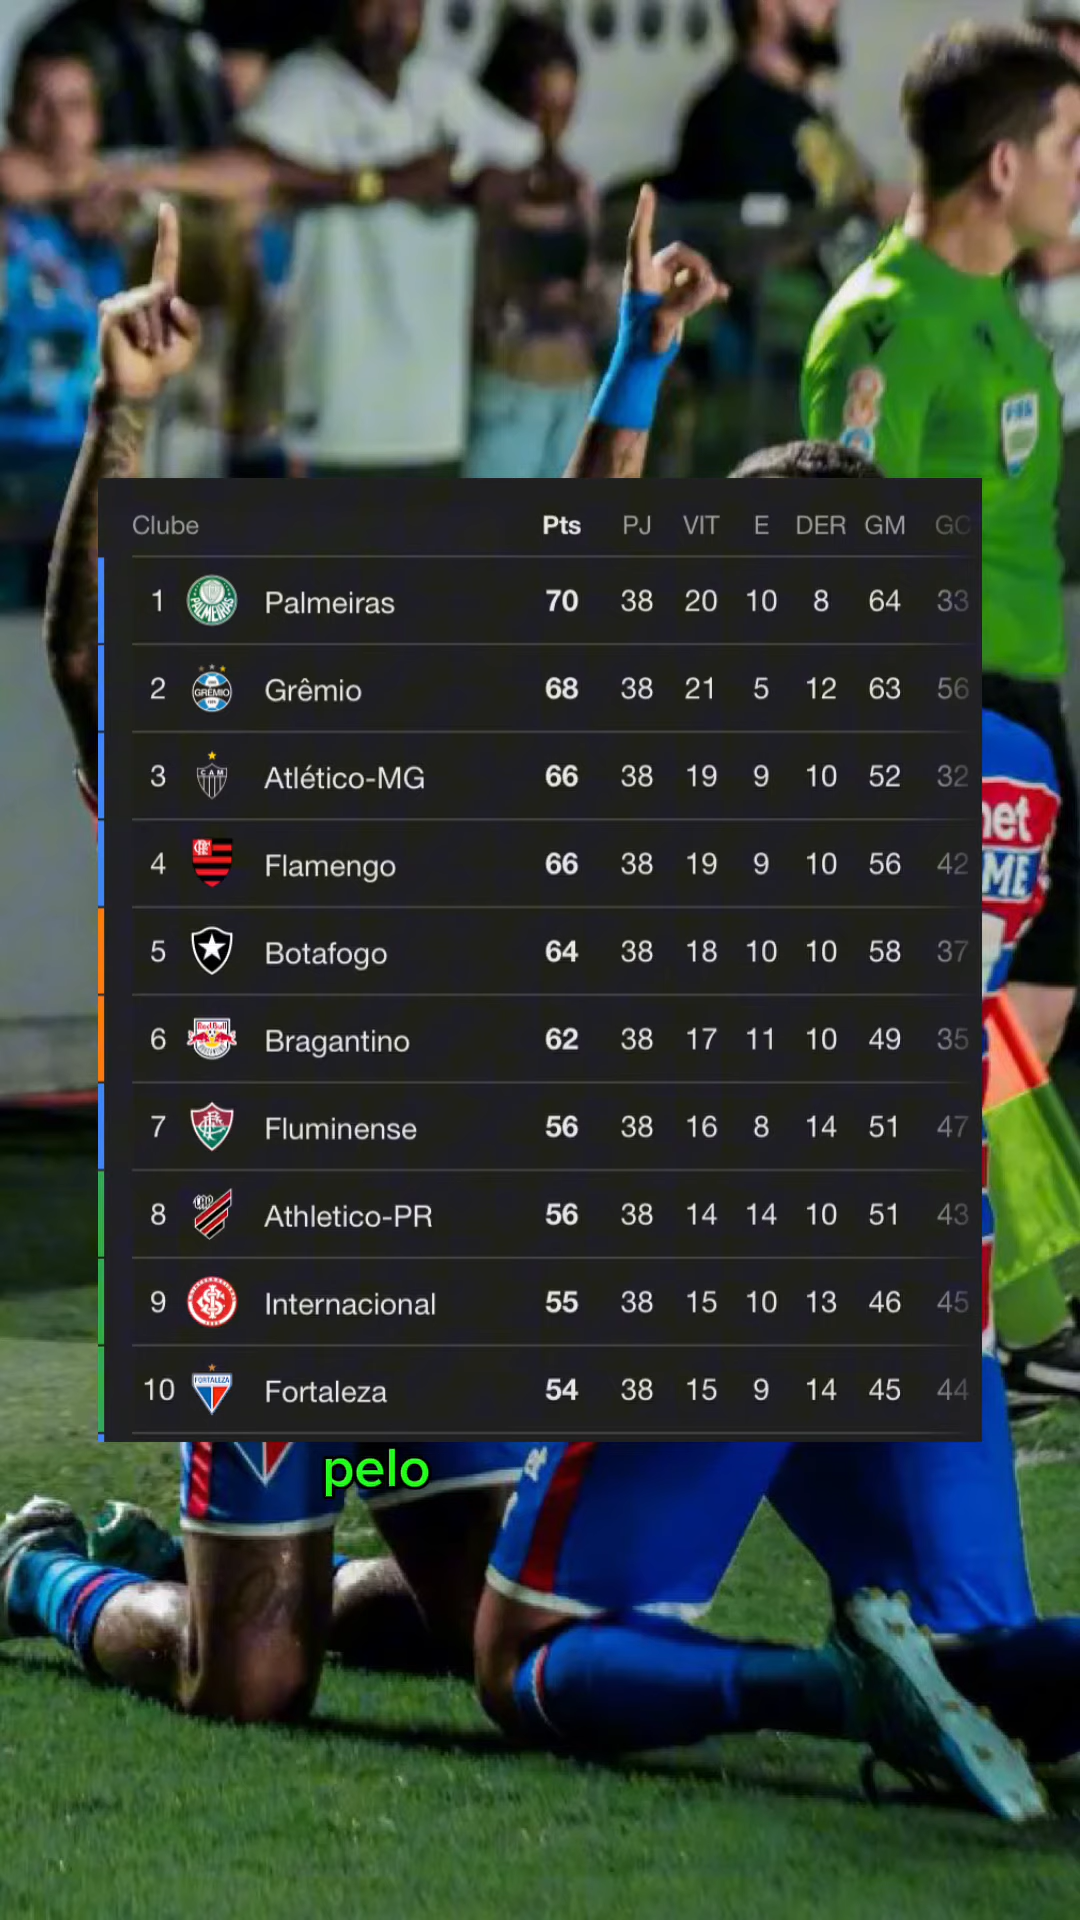 Clube Pts PJ VIT E DER GM GC
1 Palmeiras 70 38 20 10 8 64 33
2 Grêmio 68 38 21 5 12 63 56
3 Atlético-MG 66 38 19 9 10 52 32
4 Flamengo 66 38 19 9 10 56 42
5 Botafogo 64 38 18 10 10 58 37
6 Bragantino 62 38 17 11 10 49 35
7 Fluminense 56 38 16 8 14 51 47
8 Athletico-PR 56 38 14 14 10 51 43
9 Internacional 55 38 15 10 13 46 45
10 Fortaleza 54 38 15 9 14 45 44
pelo